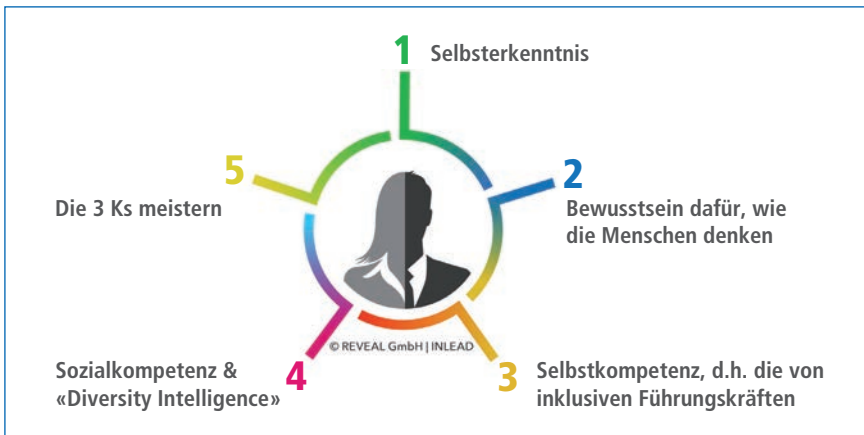 1 Selbsterkenntnis
2
Bewusstsein dafür, wie
die Menschen denken
3 Selbstkompetenz, d.h. die von
inklusiven Führungskräften
4
Sozialkompetenz &
«Diversity Intelligence»
5
Die 3 Ks meistern
© REVEAL GmbH | INLEAD